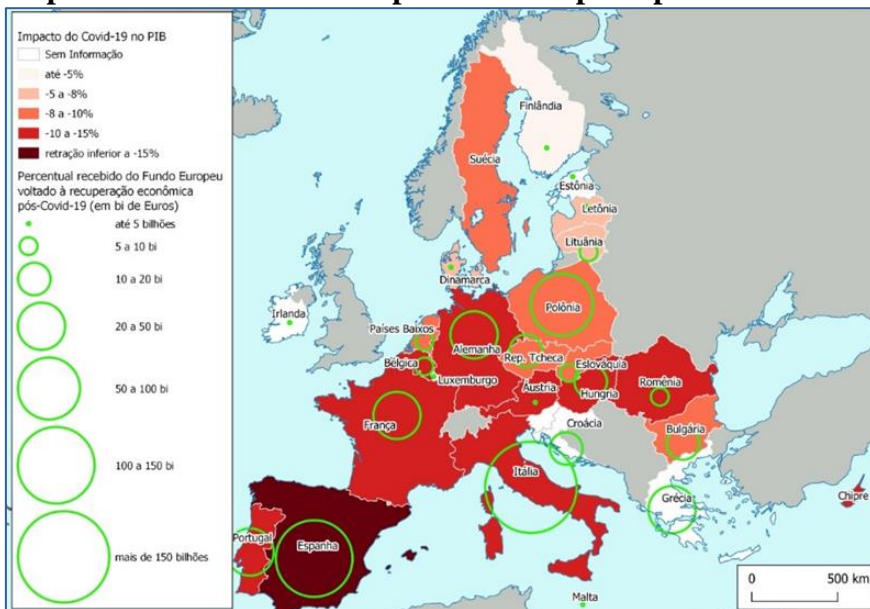 Impacto do Covid-19 no PIB
Sem Informação
até -5%
-5 a -8%
-8 a -10%
-10 a -15%
retração inferior a -15%
Percentual recebido do Fundo Europeu
voltado à recuperação econômica
pós-Covid-19 (em bi de Euros)
até 5 bilhões
5 a 10 bi
10 a 20 bi
20 a 50 bi
50 a 100 bi
100 a 150 bi
mais de 150 bilhões
Finlândia
Suécia
Estônia
Letônia
Lituânia
Dinamarca
Irlanda
Países Baixos
Polônia
Alemanha
Rep. Tcheca
Bélgica
Eslováquia
Luxemburgo
Áustria
Hungria
Romênia
França
Croácia
Bulgária
Itália
Grécia
Chipre
Portugal
Espanha
Malta
0 500 km